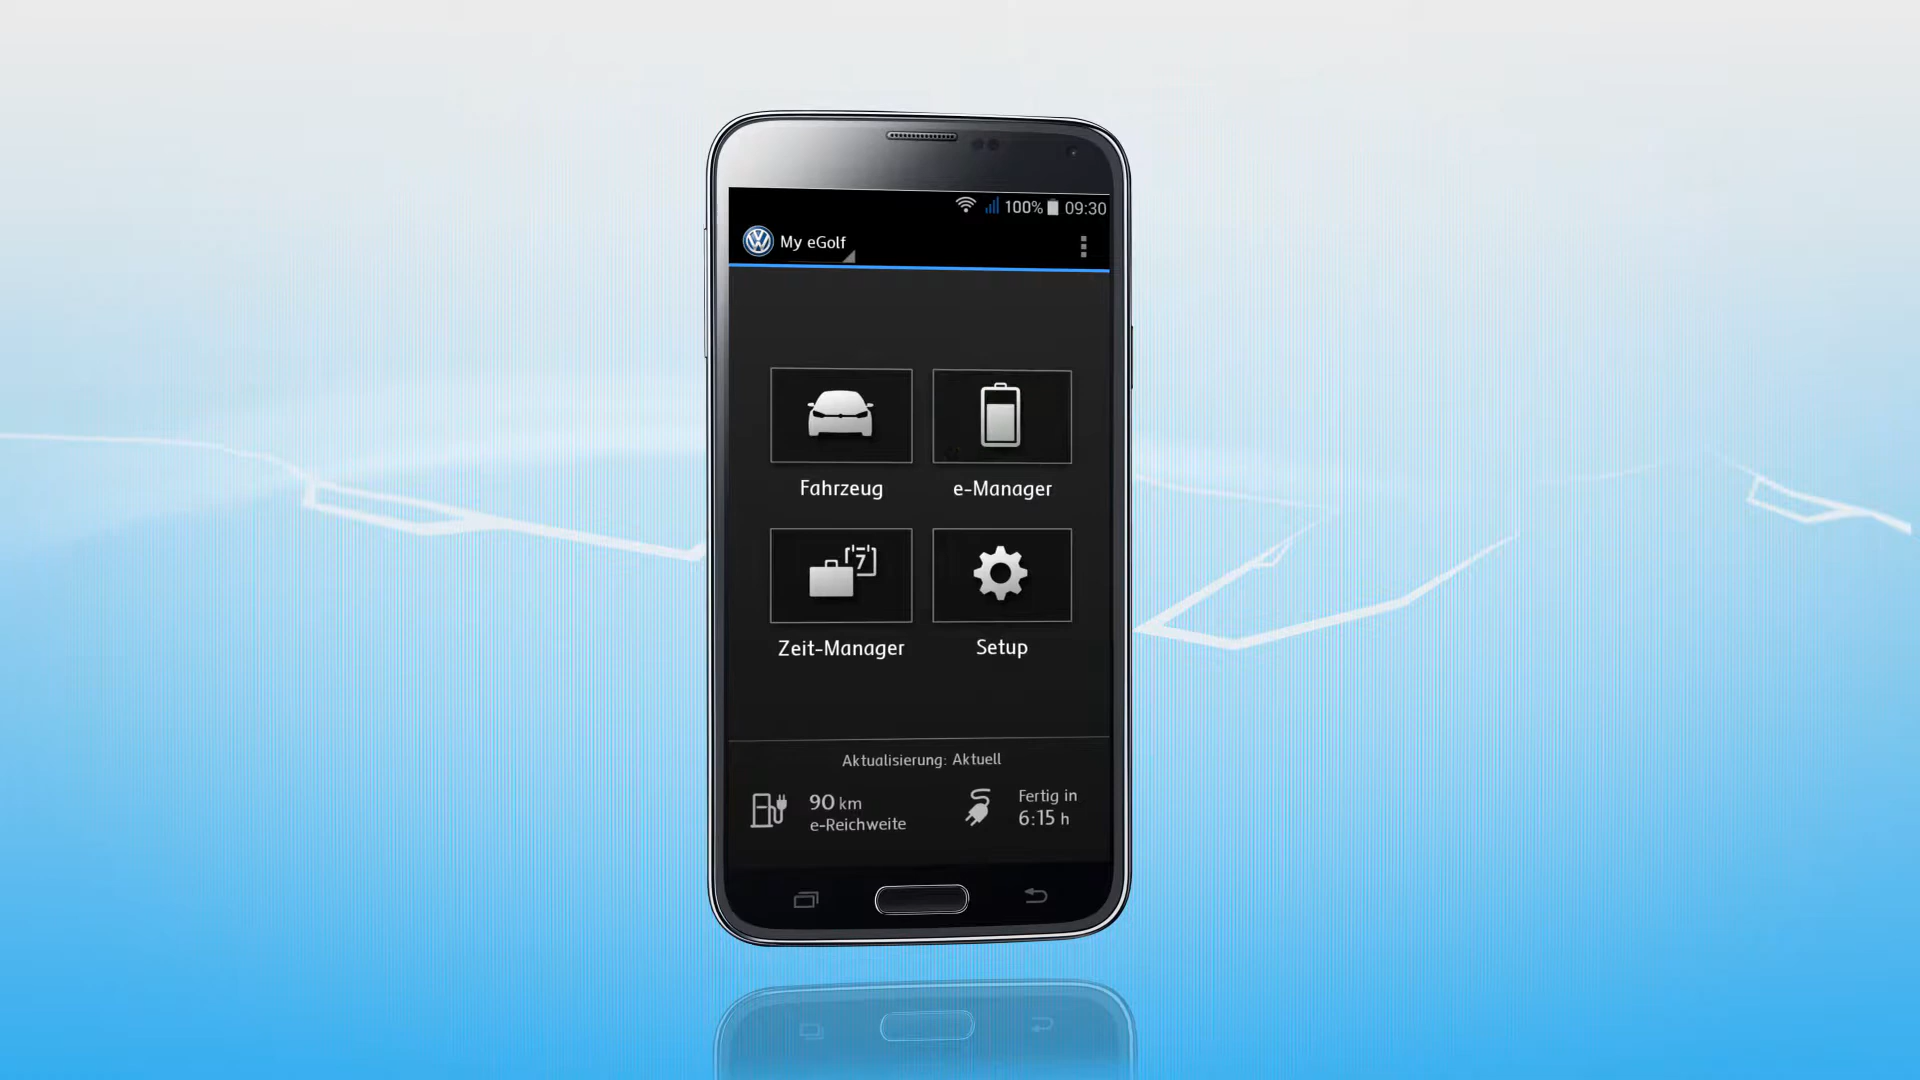 100% 09:30
My eGolf
Fahrzeug
e-Manager
7
Zeit-Manager
Setup
Aktualisierung: Aktuell
90 km
e-Reichweite
Fertig in
6:15 h